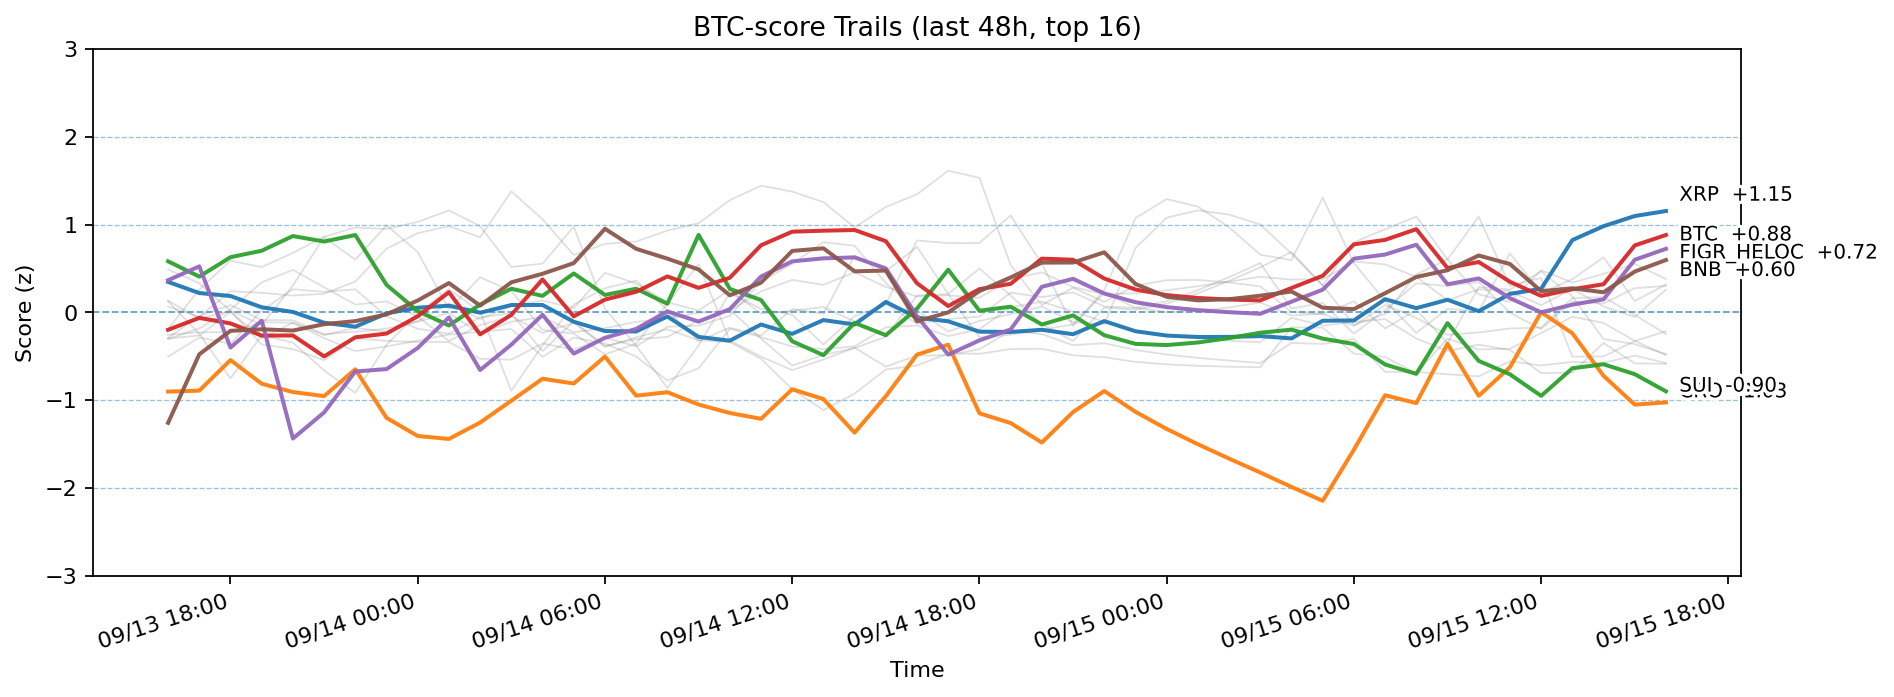 BTC-score Trails (last 48h, top 16)
Score (z)
3
2
1
0
−1
−2
−3
XRP +1.15
BTC +0.88
FIGR_HELOC +0.72
BNB +0.60
SUI -0.90
09/13 18:00
09/14 00:00
09/14 06:00
09/14 12:00
09/14 18:00
09/15 00:00
09/15 06:00
09/15 12:00
09/15 18:00
Time